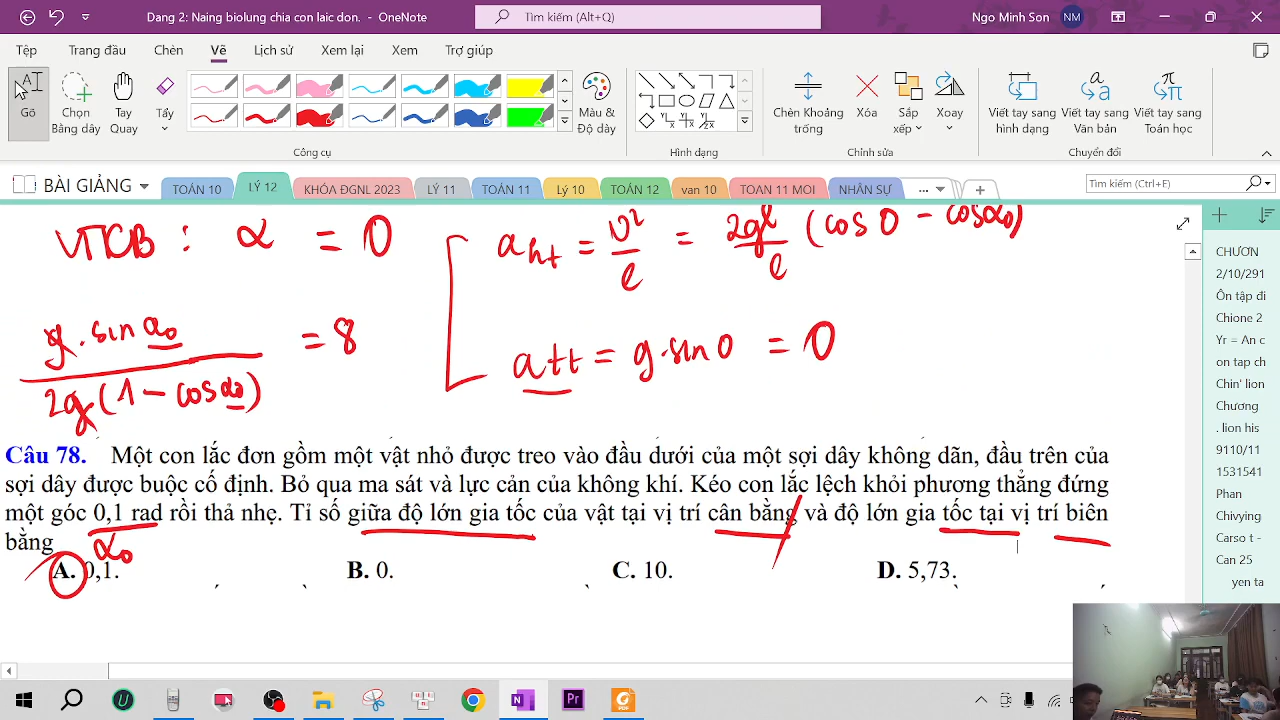 Dang 2: Naing biolung chia con laic don. - OneNote
Tìm kiếm (Alt+Q)
Ngo Minh Son
NM
Tệp
Trang đầu
Chèn
Vẽ
Lịch sử
Xem lại
Xem
Trợ giúp
Gõ
Chọn Bằng dây
Tay Quay
Tẩy
Màu & Độ dày
Chèn Khoảng trống
Xóa
Sắp xếp
Xoay
Viết tay sang hình dạng
Viết tay sang Văn bản
Viết tay sang Toán học
Công cụ
Hình dạng
Chỉnh sửa
Chuyển đổi
BÀI GIẢNG
TOÁN 10
LÝ 12
KHÓA ĐGNL 2023
LÝ 11
TOÁN 11
Lý 10
TOÁN 12
van 10
TOAN 11 MOI
NHÂN SỰ
...
Tìm kiếm (Ctrl+E)
VTCB : α = 0
a_ht = v²/l = 2gl/l (cos 0 - cosα₀)
g.sin α₀ / 2g(1 - cosα₀) = 8
a_tt = g.sin 0 = 0
Câu 78. Một con lắc đơn gồm một vật nhỏ được treo vào đầu dưới của một sợi dây không dãn, đầu trên của
sợi dây được buộc cố định. Bỏ qua ma sát và lực cản của không khí. Kéo con lắc lệch khỏi phương thẳng đứng
một góc 0,1 rad rồi thả nhẹ. Tỉ số giữa độ lớn gia tốc của vật tại vị trí cân bằng và độ lớn gia tốc tại vị trí biên
bằng
α₀
A. 0,1. B. 0. C. 10. D. 5,73.
CHƯƠN
2/10/291
Ôn tập đi
Chione 2
Yr = An c
on tap ch
Chin' lion
Chương
. lion his
9110/11
1531541
Phan
Chivying
Carso t -
Can 25
yen ta